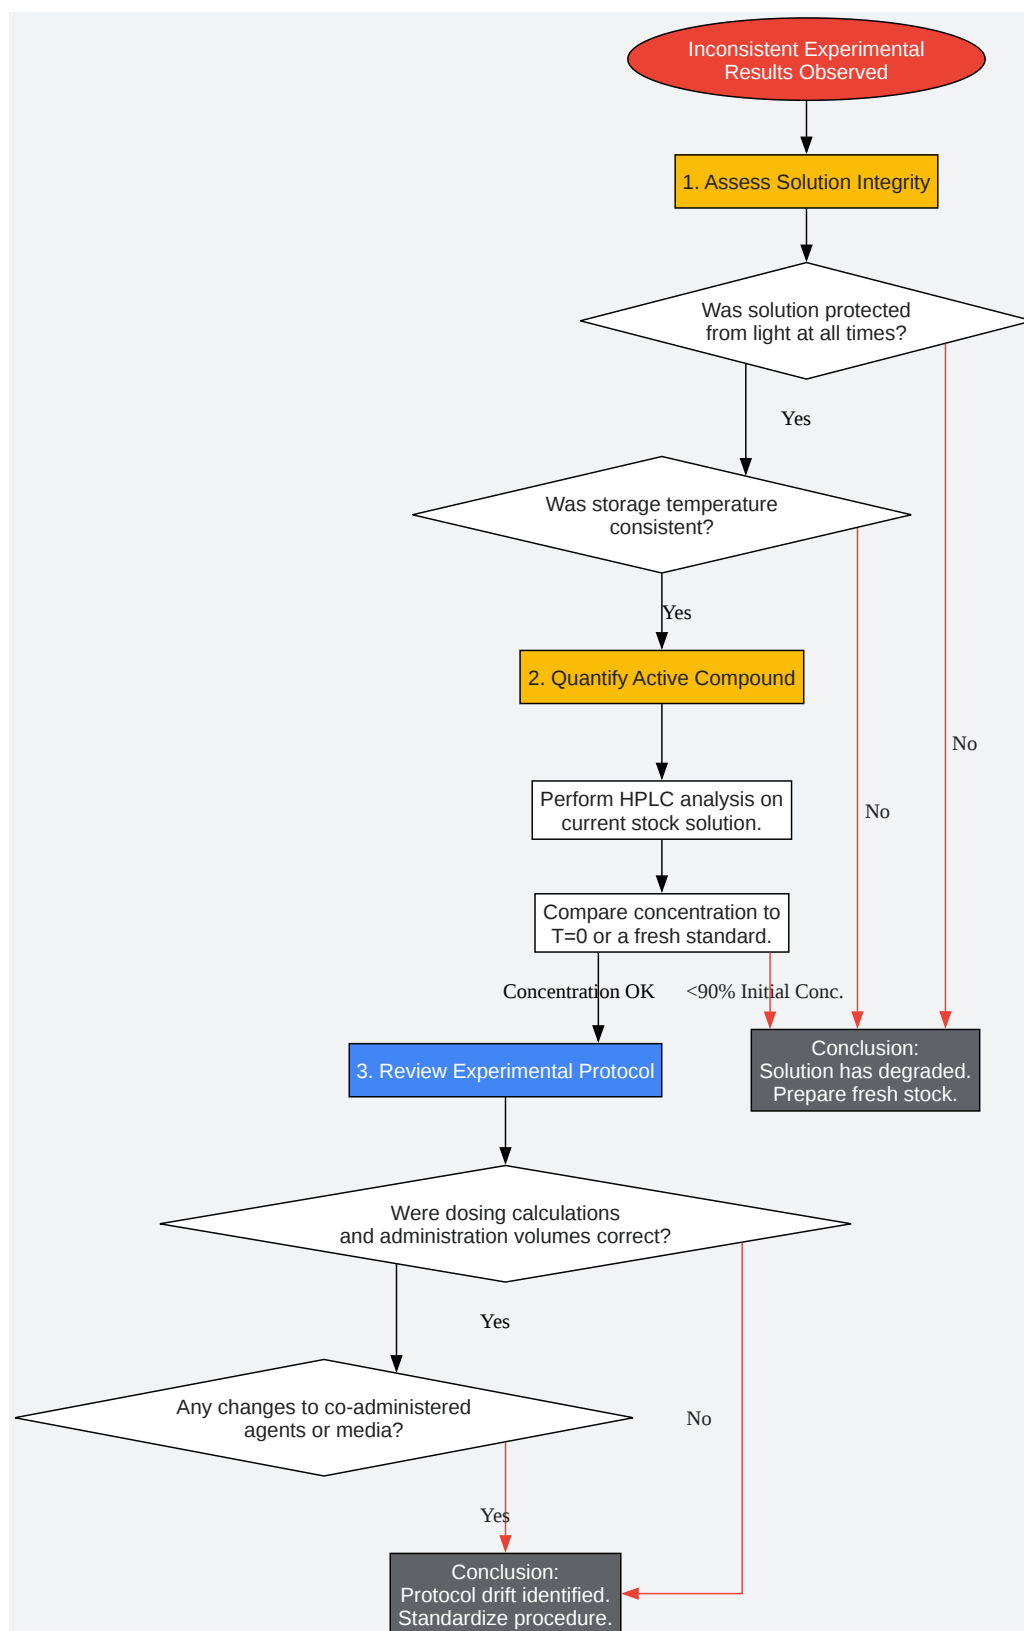 Inconsistent Experimental
Results Observed
1. Assess Solution Integrity
Was solution protected
from light at all times?
Yes
Was storage temperature
consistent?
Yes
2. Quantify Active Compound
No
Perform HPLC analysis on
current stock solution.
No
Compare concentration to
T=0 or a fresh standard.
Concentration OK
<90% Initial Conc.
Conclusion:
Solution has degraded.
Prepare fresh stock.
3. Review Experimental Protocol
Were dosing calculations
and administration volumes correct?
Yes
Any changes to co-administered
agents or media?
No
Yes
Conclusion:
Protocol drift identified.
Standardize procedure.